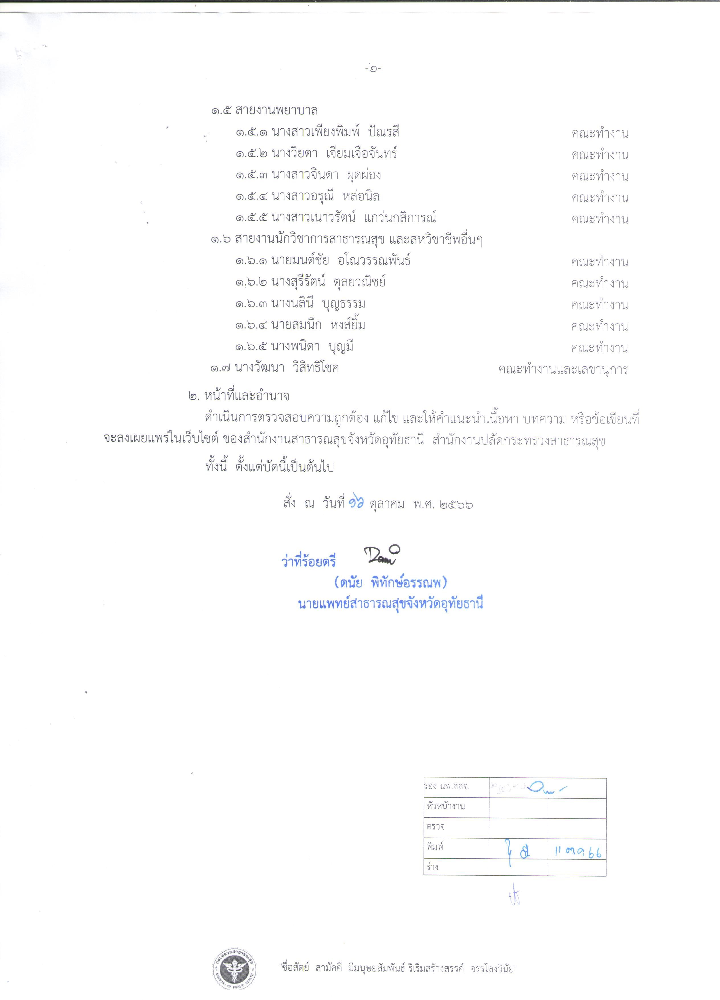 -๒-
๑.๕ สายงานพยาบาล
๑.๕.๑ นางสาวเพียงพิมพ์ ปัณรสี คณะทำงาน
๑.๕.๒ นางวิยดา เจียมเจือจันทร์ คณะทำงาน
๑.๕.๓ นางสาวจินดา ผุดผ่อง คณะทำงาน
๑.๕.๔ นางสาวอรุณี หล่อนิล คณะทำงาน
๑.๕.๕ นางสาวเนาวรัตน์ แกว่นกสิการณ์ คณะทำงาน
๑.๖ สายงานนักวิชาการสาธารณสุข และสหวิชาชีพอื่นๆ
๑.๖.๑ นายมนต์ชัย อโณวรรณพันธ์ คณะทำงาน
๑.๖.๒ นางสุรีรัตน์ ตุลยวณิชย์ คณะทำงาน
๑.๖.๓ นางนลินี บุญธรรม คณะทำงาน
๑.๖.๔ นายสมนึก หงส์ยิ้ม คณะทำงาน
๑.๖.๕ นางพนิดา บุญมี คณะทำงาน
๑.๗ นางวัฒนา วิสิทธิโชค คณะทำงานและเลขานุการ
๒. หน้าที่และอำนาจ
ดำเนินการตรวจสอบความถูกต้อง แก้ไข และให้คำแนะนำเนื้อหา บทความ หรือข้อเขียนที่
จะลงเผยแพร่ในเว็บไซต์ ของสำนักงานสาธารณสุขจังหวัดอุทัยธานี สำนักงานปลัดกระทรวงสาธารณสุข
ทั้งนี้ ตั้งแต่บัดนี้เป็นต้นไป
สั่ง ณ วันที่ ๑๖ ตุลาคม พ.ศ. ๒๕๖๖
ว่าที่ร้อยตรี
(ดนัย พิทักษ์อรรณพ)
นายแพทย์สาธารณสุขจังหวัดอุทัยธานี
รอง นพ.สสจ.
หัวหน้างาน
ตรวจ
พิมพ์ 11 ต.ค. 66
ร่าง
กระทรวงสาธารณสุข
MINISTRY OF PUBLIC HEALTH
"ซื่อสัตย์ สามัคคี มีมนุษยสัมพันธ์ ริเริ่มสร้างสรรค์ จรรโลงวินัย"